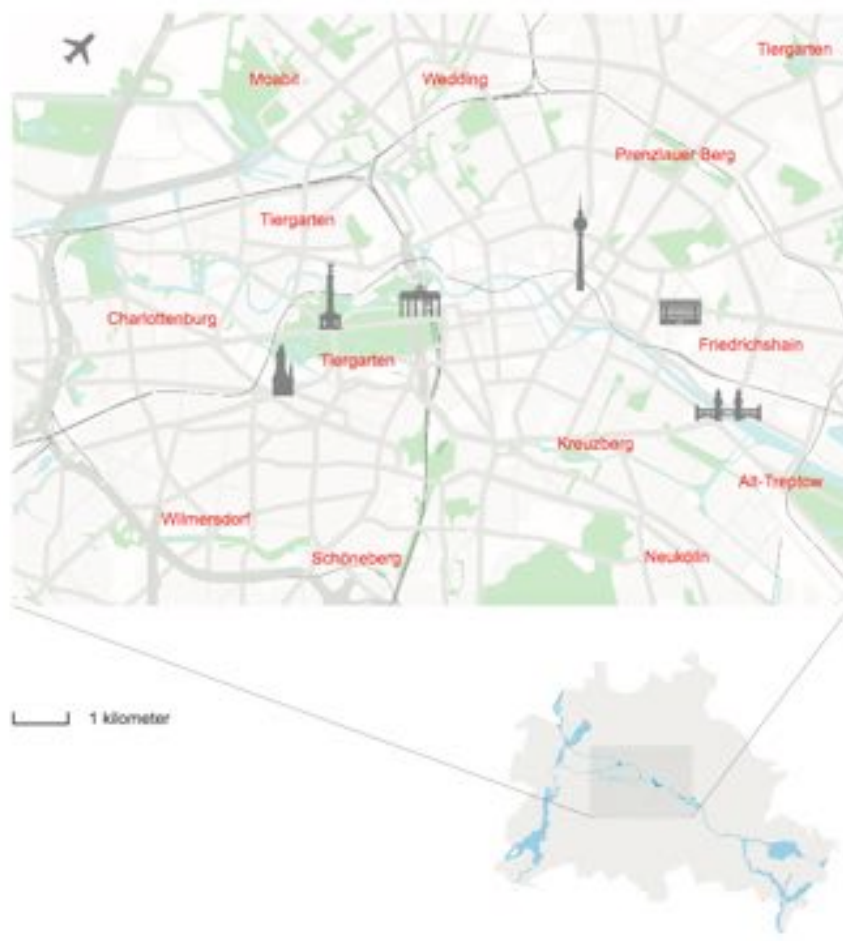 Tiergarten
Moabit
Wedding
Prenzlauer Berg
Tiergarten
Charlottenburg
Friedrichshain
Tiergarten
Kreuzberg
Alt-Treptow
Wilmersdorf
Schöneberg
Neukölln
1 kilometer